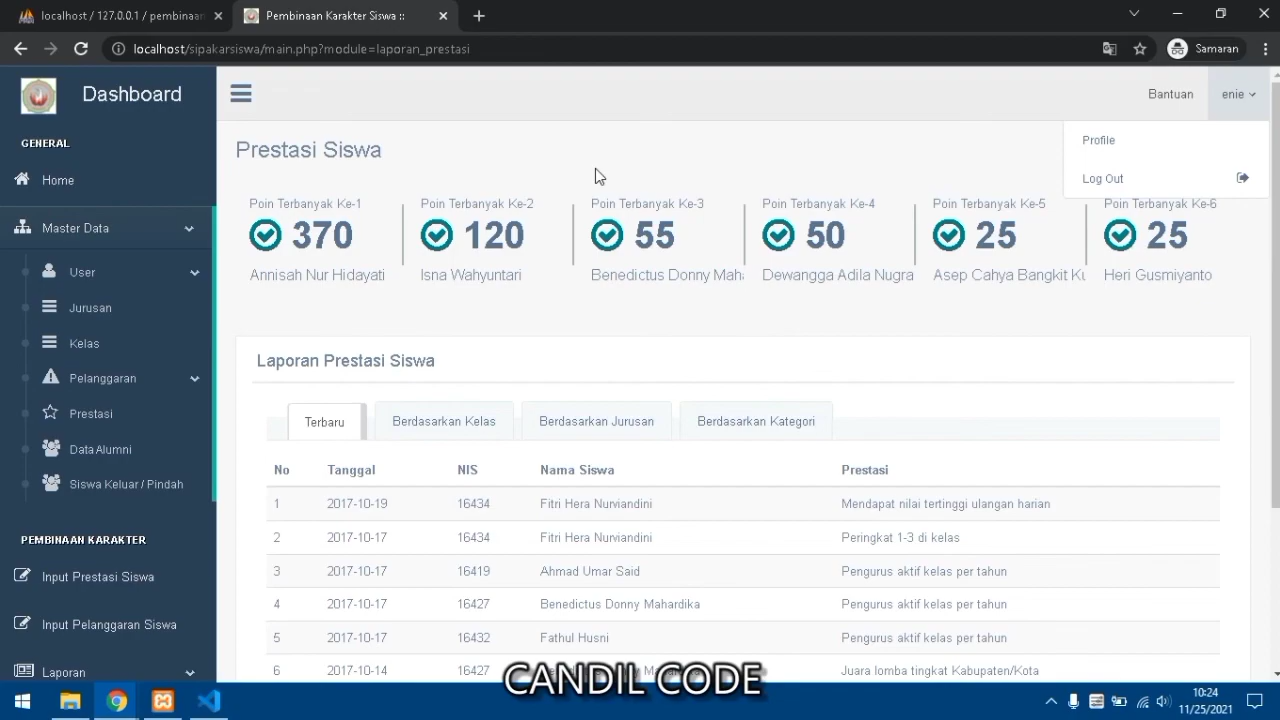 localhost / 127.0.0.1 / pembinaan
Pembinaan Karakter Siswa ::
localhost/sipakarsiswa/main.php?module=laporan_prestasi
Samaran
Dashboard
Bantuan
enie
GENERAL
Profile
Log Out
Home
Master Data
User
Jurusan
Kelas
Pelanggaran
Prestasi
Data Alumni
Siswa Keluar / Pindah
PEMBINAAN KARAKTER
Input Prestasi Siswa
Input Pelanggaran Siswa
Laporan
Prestasi Siswa
Poin Terbanyak Ke-1
370
Annisah Nur Hidayati
Poin Terbanyak Ke-2
120
Isna Wahyuntari
Poin Terbanyak Ke-3
55
Benedictus Donny
Poin Terbanyak Ke-4
50
Dewangga Adila Nugra
Poin Terbanyak Ke-5
25
Asep Cahya Bangkit
Poin Terbanyak Ke-6
25
Heri Gusmiyanto
Laporan Prestasi Siswa
Terbaru Berdasarkan Kelas Berdasarkan Jurusan Berdasarkan Kategori
No Tanggal NIS Nama Siswa Prestasi
1 2017-10-19 16434 Fitri Hera Nurviandini Mendapat nilai tertinggi ulangan harian
2 2017-10-17 16434 Fitri Hera Nurviandini Peringkat 1-3 di kelas
3 2017-10-17 16419 Ahmad Umar Said Pengurus aktif kelas per tahun
4 2017-10-17 16427 Benedictus Donny Mahardika Pengurus aktif kelas per tahun
5 2017-10-17 16432 Fathul Husni Pengurus aktif kelas per tahun
6 2017-10-14 16427 Juara lomba tingkat Kabupaten/Kota
CANDIL CODE
10:24
11/25/2021